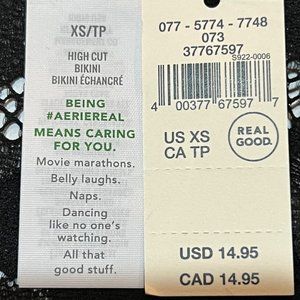 XS/TP
HIGH CUT
BIKINI
BIKINI ÉCHANCRÉ
BEING
#AERIEREAL
MEANS CARING
FOR YOU.
Movie marathons.
Belly laughs.
Naps.
Dancing
like no one's
watching.
All that
good stuff.
077 - 5774 - 7748
073
37767597
S922-0006
4 00377 67597 7
US XS
CA TP
REAL
GOOD.
USD 14.95
CAD 14.95